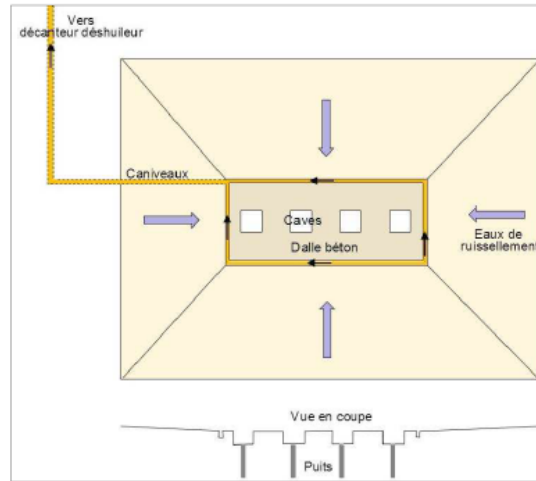 Vers
décanteur déshuileur
Caniveaux
Caves
Dalle béton
Eaux de
ruissellement
Vue en coupe
Puits